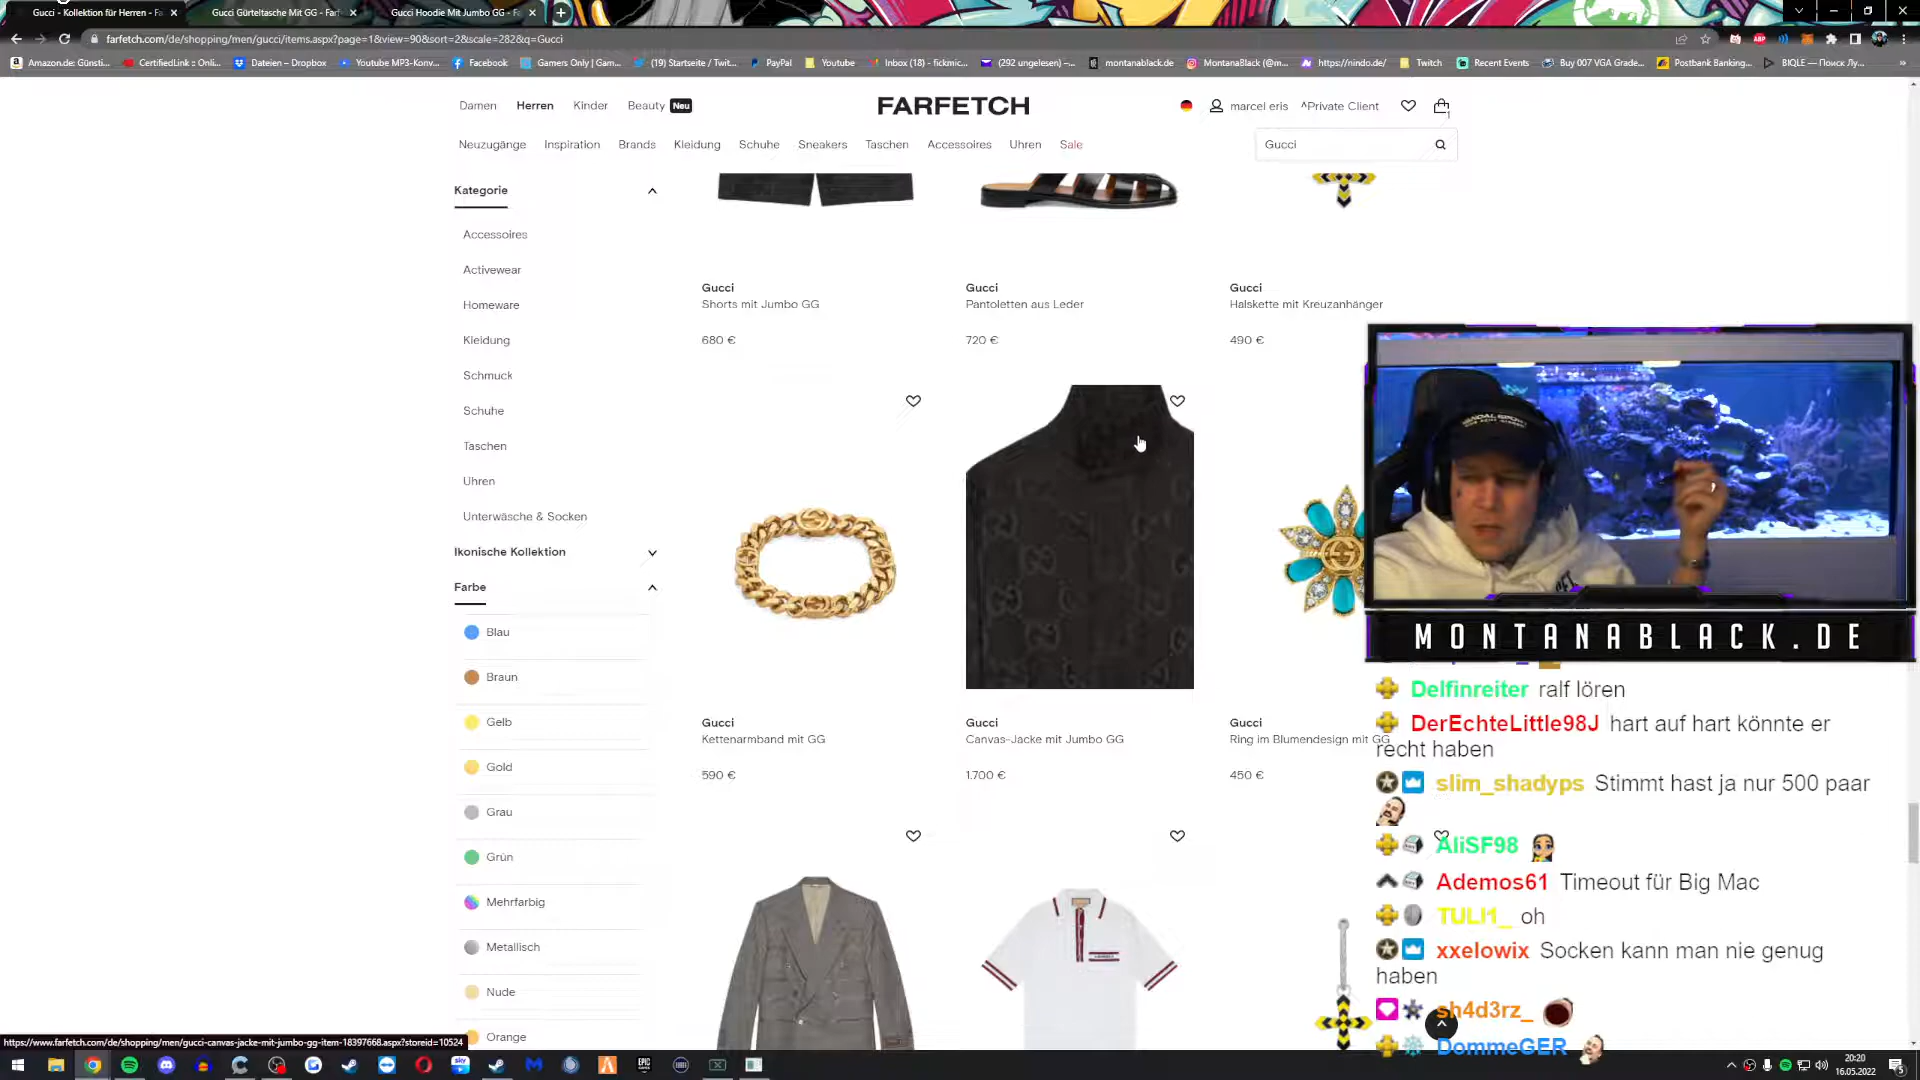 Gucci - Kollektion für Herren - Fa
Gucci Gürteltasche Mit GG - Farf
Gucci Hoodie Mit Jumbo GG - Fa
farfetch.com/de/shopping/men/gucci/items.aspx?page=1&view=90&sort=2&scale=282&q=Gucci
Amazon.de: Günsti...
CertifiedLink :: Onli...
Dateien – Dropbox
Youtube MP3-Konv...
Facebook
Gamers Only | Gam...
(19) Startseite / Twit...
PayPal
Youtube
Inbox (18) - fickmic...
(292 ungelesen) –...
montanablack.de
MontanaBlack (@m...
https://nindo.de/
Twitch
Recent Events
Buy 007 VGA Grade...
Postbank Banking...
BIQLE — Поиск Лу...
»
Damen
Herren
Kinder
Beauty Neu
FARFETCH
marcel eris
^Private Client
1
Neuzugänge
Inspiration
Brands
Kleidung
Schuhe
Sneakers
Taschen
Accessoires
Uhren
Sale
Gucci
Kategorie
Accessoires
Activewear
Homeware
Kleidung
Schmuck
Schuhe
Taschen
Uhren
Unterwäsche & Socken
Ikonische Kollektion
Farbe
Blau
Braun
Gelb
Gold
Grau
Grün
Mehrfarbig
Metallisch
Nude
Orange
Gucci
Shorts mit Jumbo GG
680 €
Gucci
Pantoletten aus Leder
720 €
Gucci
Halskette mit Kreuzanhänger
490 €
Gucci
Kettenarmband mit GG
590 €
Gucci
Canvas-Jacke mit Jumbo GG
1.700 €
Gucci
Ring im Blumendesign mit GG
450 €
MONTANABLACK.DE
Delfinreiter ralf lören
DerEchteLittle98J hart auf hart könnte er
recht haben
slim_shadyps Stimmt hast ja nur 500 paar
AliSF98
Ademos61 Timeout für Big Mac
TULI1_ oh
xxelowix Socken kann man nie genug
haben
sh4d3rz_
DommeGER
https://www.farfetch.com/de/shopping/men/gucci-canvas-jacke-mit-jumbo-gg-item-18397668.aspx?storeid=10524
20:20
16.05.2022